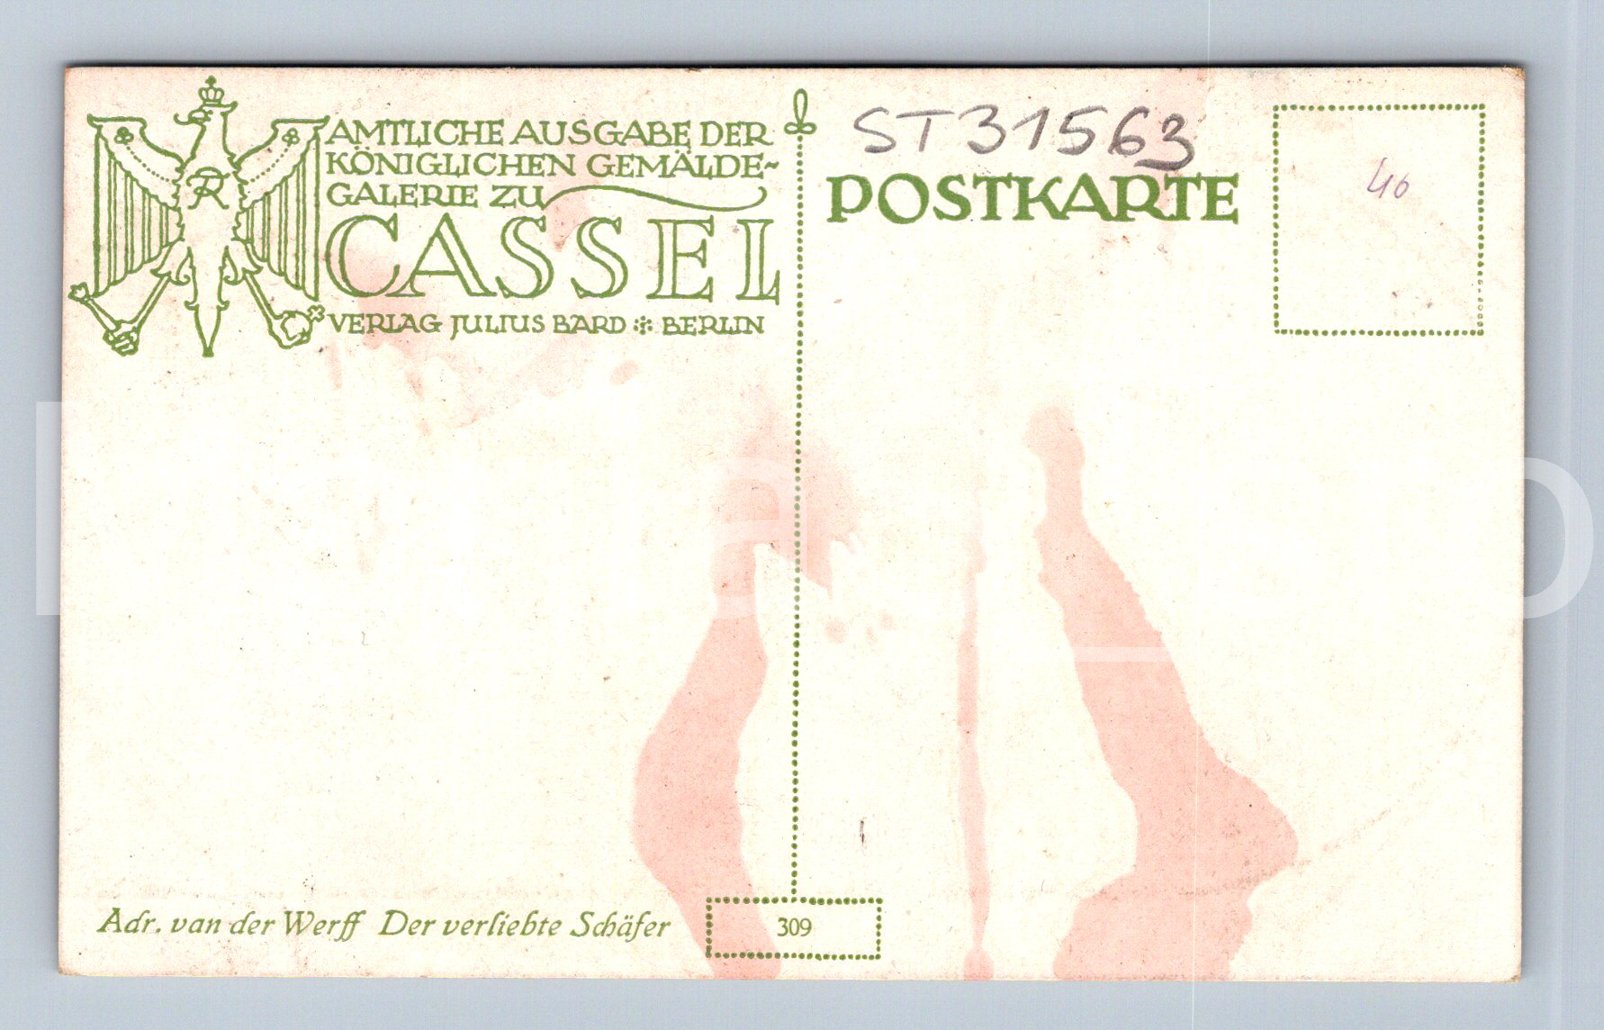 AMTLICHE AUSGABE DER
KÖNIGLICHEN GEMÄLDE-
GALERIE ZU
CASSEL
VERLAG JULIUS BARD * BERLIN
ST31563
POSTKARTE
40
Adr. van der Werff Der verliebte Schäfer
309